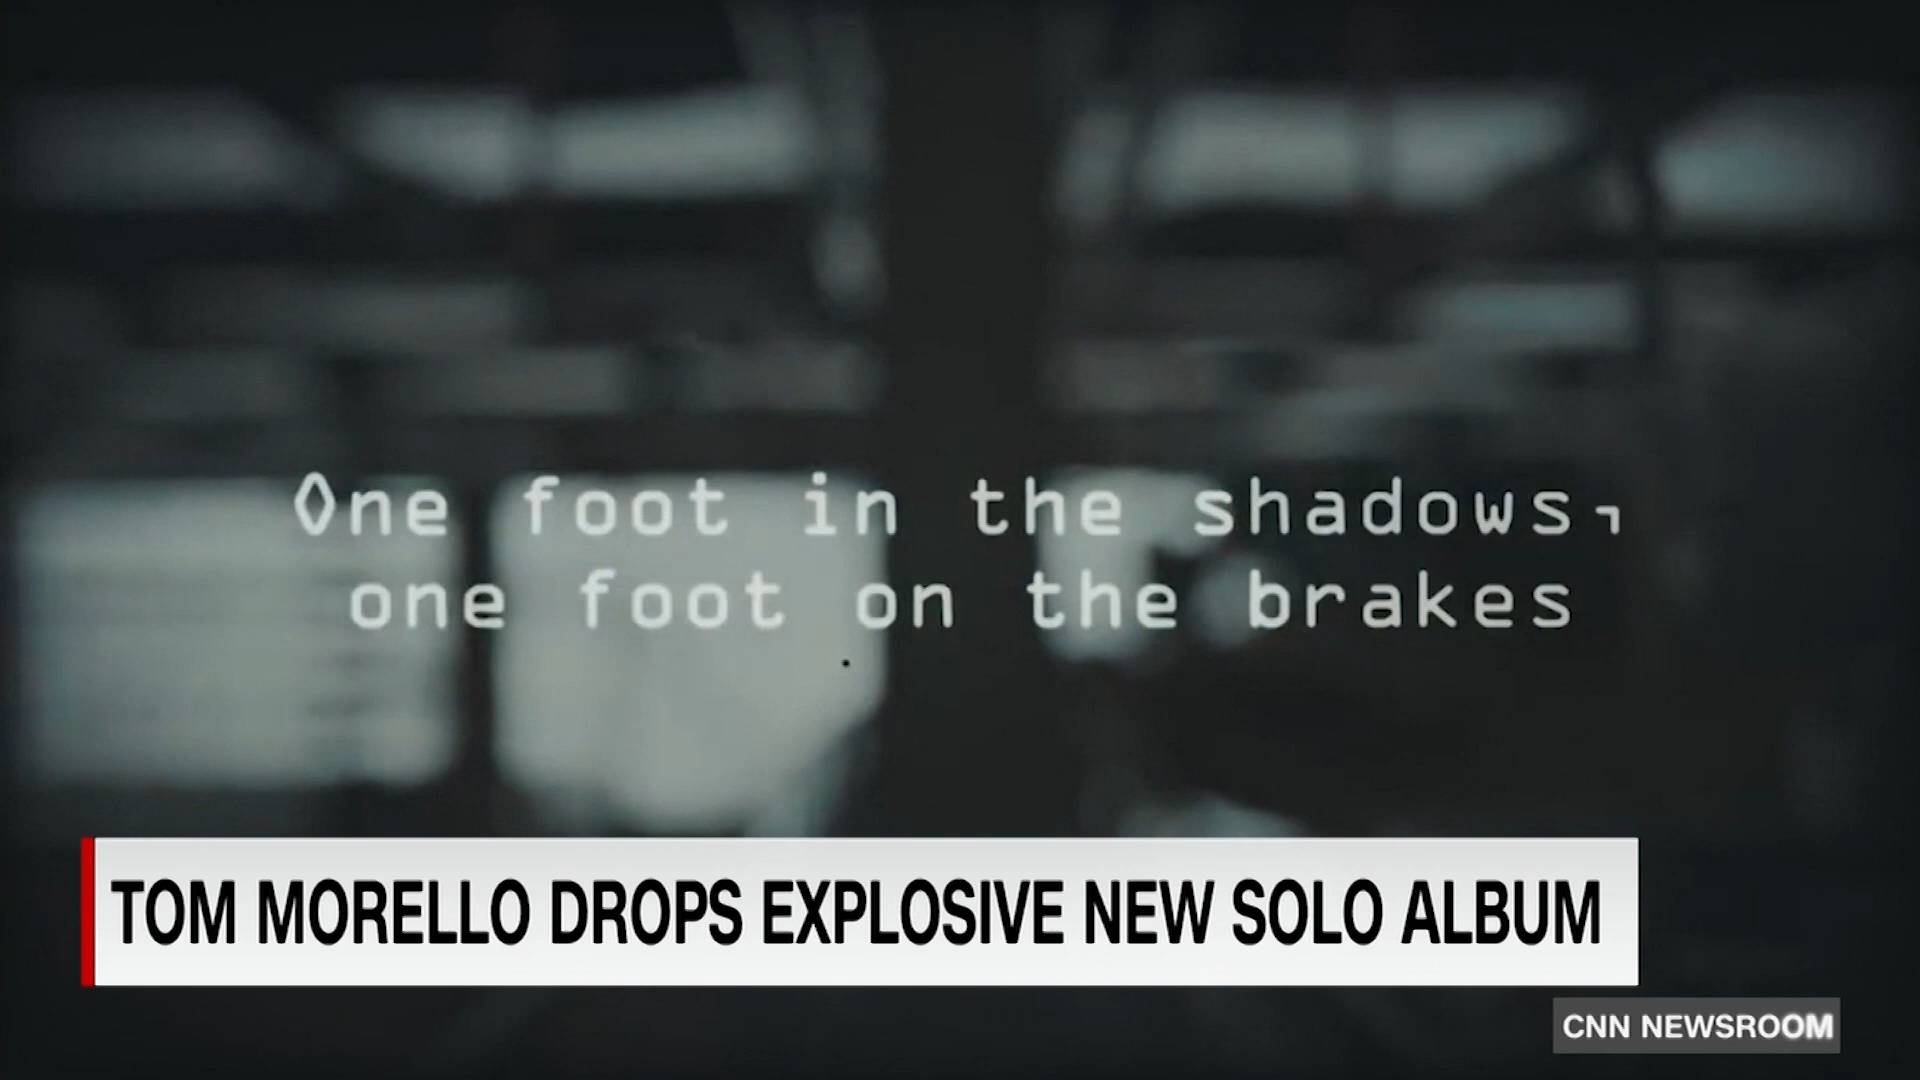 One foot in the shadows,
one foot on the brakes
TOM MORELLO DROPS EXPLOSIVE NEW SOLO ALBUM
CNN NEWSROOM